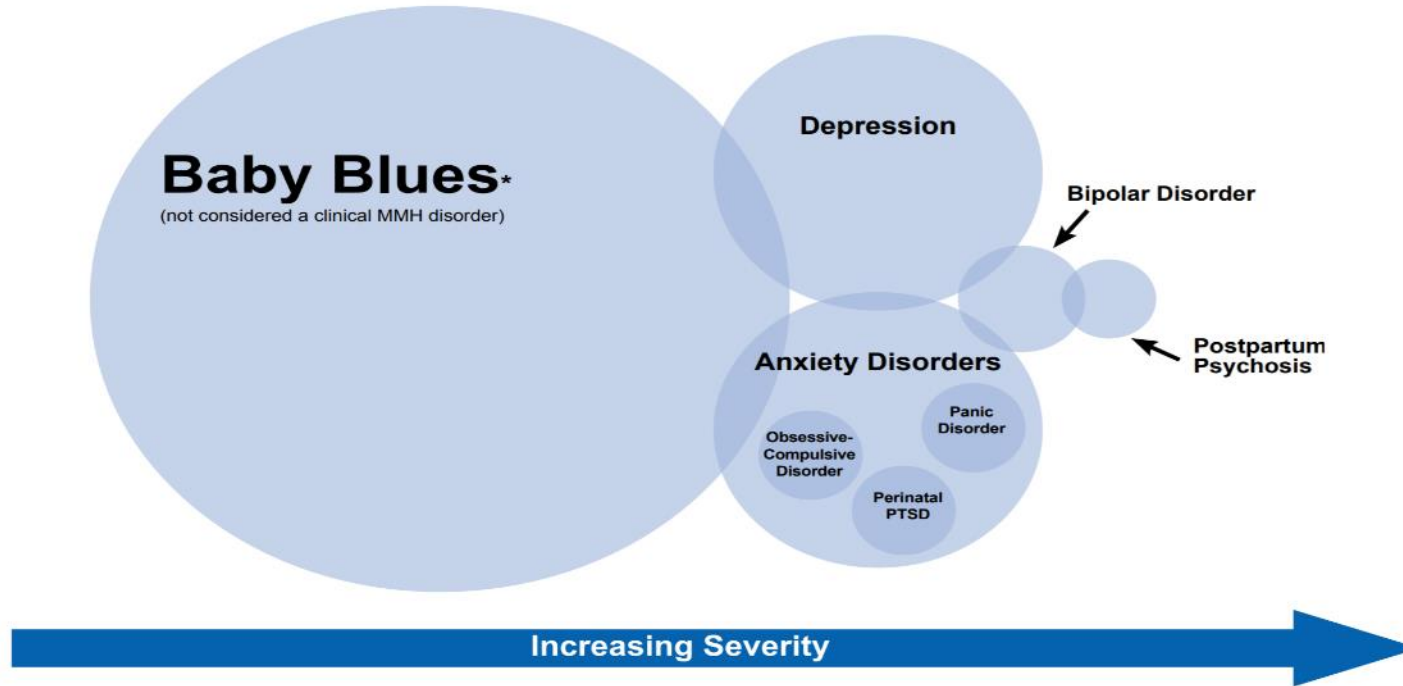 Baby Blues*
(not considered a clinical MMH disorder)
Depression
Bipolar Disorder
Postpartum
Psychosis
Anxiety Disorders
Panic
Disorder
Obsessive-
Compulsive
Disorder
Perinatal
PTSD
Increasing Severity